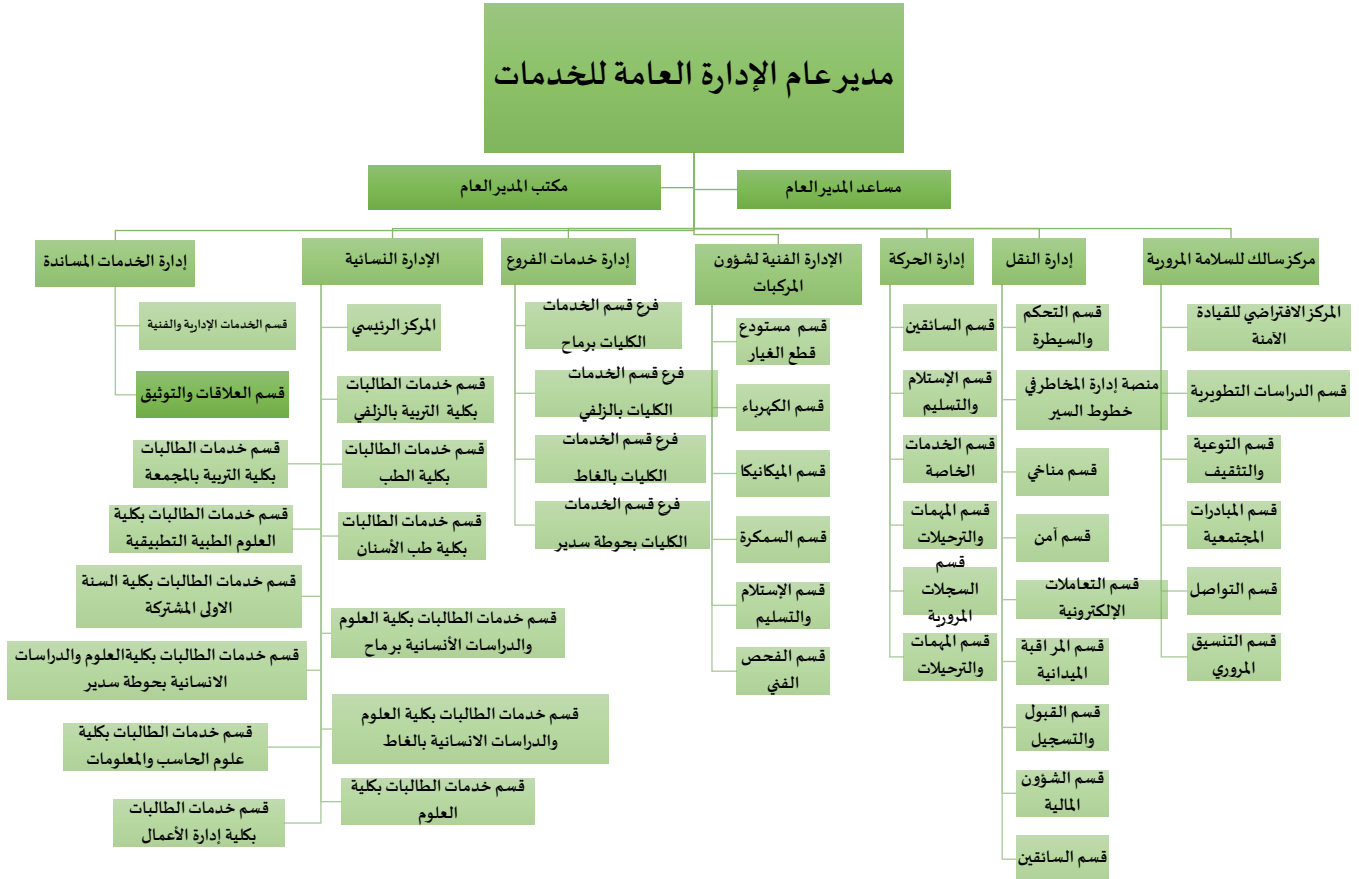 مدير عام الإدارة العامة للخدمات
مساعد المدير العام
مكتب المدير العام
مركز سالك للسلامة المرورية
المركز الافتراضي للقيادة
الآمنة
قسم الدراسات التطويرية
قسم التوعية
والتثقيف
قسم المبادرات
المجتمعية
قسم التواصل
قسم التنسيق
المروري
إدارة النقل
قسم التحكم
والسيطرة
منصة إدارة المخاطر في
خطوط السير
قسم مناخي
قسم آمن
قسم التعاملات
الإلكترونية
قسم المراقبة
الميدانية
قسم القبول
والتسجيل
قسم الشؤون
المالية
قسم السائقين
إدارة الحركة
قسم السائقين
قسم الإستلام
والتسليم
قسم الخدمات
الخاصة
قسم المهمات
والترحيلات
قسم
السجلات
المرورية
قسم المهمات
والترحيلات
الإدارة الفنية لشؤون
المركبات
قسم مستودع
قطع الغيار
قسم الكهرباء
قسم الميكانيكا
قسم السمكرة
قسم الإستلام
والتسليم
قسم الفحص
الفني
إدارة خدمات الفروع
فرع قسم الخدمات
الكليات برماح
فرع قسم الخدمات
الكليات بالزلفي
فرع قسم الخدمات
الكليات بالغاط
فرع قسم الخدمات
الكليات بحوطة سدير
الإدارة النسائية
المركز الرئيسي
قسم خدمات الطالبات
بكلية التربية بالزلفي
قسم خدمات الطالبات
بكلية الطب
قسم خدمات الطالبات
بكلية التربية بالمجمعة
قسم خدمات الطالبات
بكلية طب الأسنان
قسم خدمات الطالبات بكلية
العلوم الطبية التطبيقية
قسم خدمات الطالبات بكلية السنة
الاولى المشتركة
قسم خدمات الطالبات بكلية العلوم
والدراسات الأنسانية برماح
قسم خدمات الطالبات بكليةالعلوم والدراسات
الانسانية بحوطة سدير
قسم خدمات الطالبات بكلية العلوم
والدراسات الانسانية بالغاط
قسم خدمات الطالبات بكلية
علوم الحاسب والمعلومات
قسم خدمات الطالبات بكلية
العلوم
قسم خدمات الطالبات
بكلية إدارة الأعمال
إدارة الخدمات المساندة
قسم الخدمات الإدارية والفنية
قسم العلاقات والتوثيق